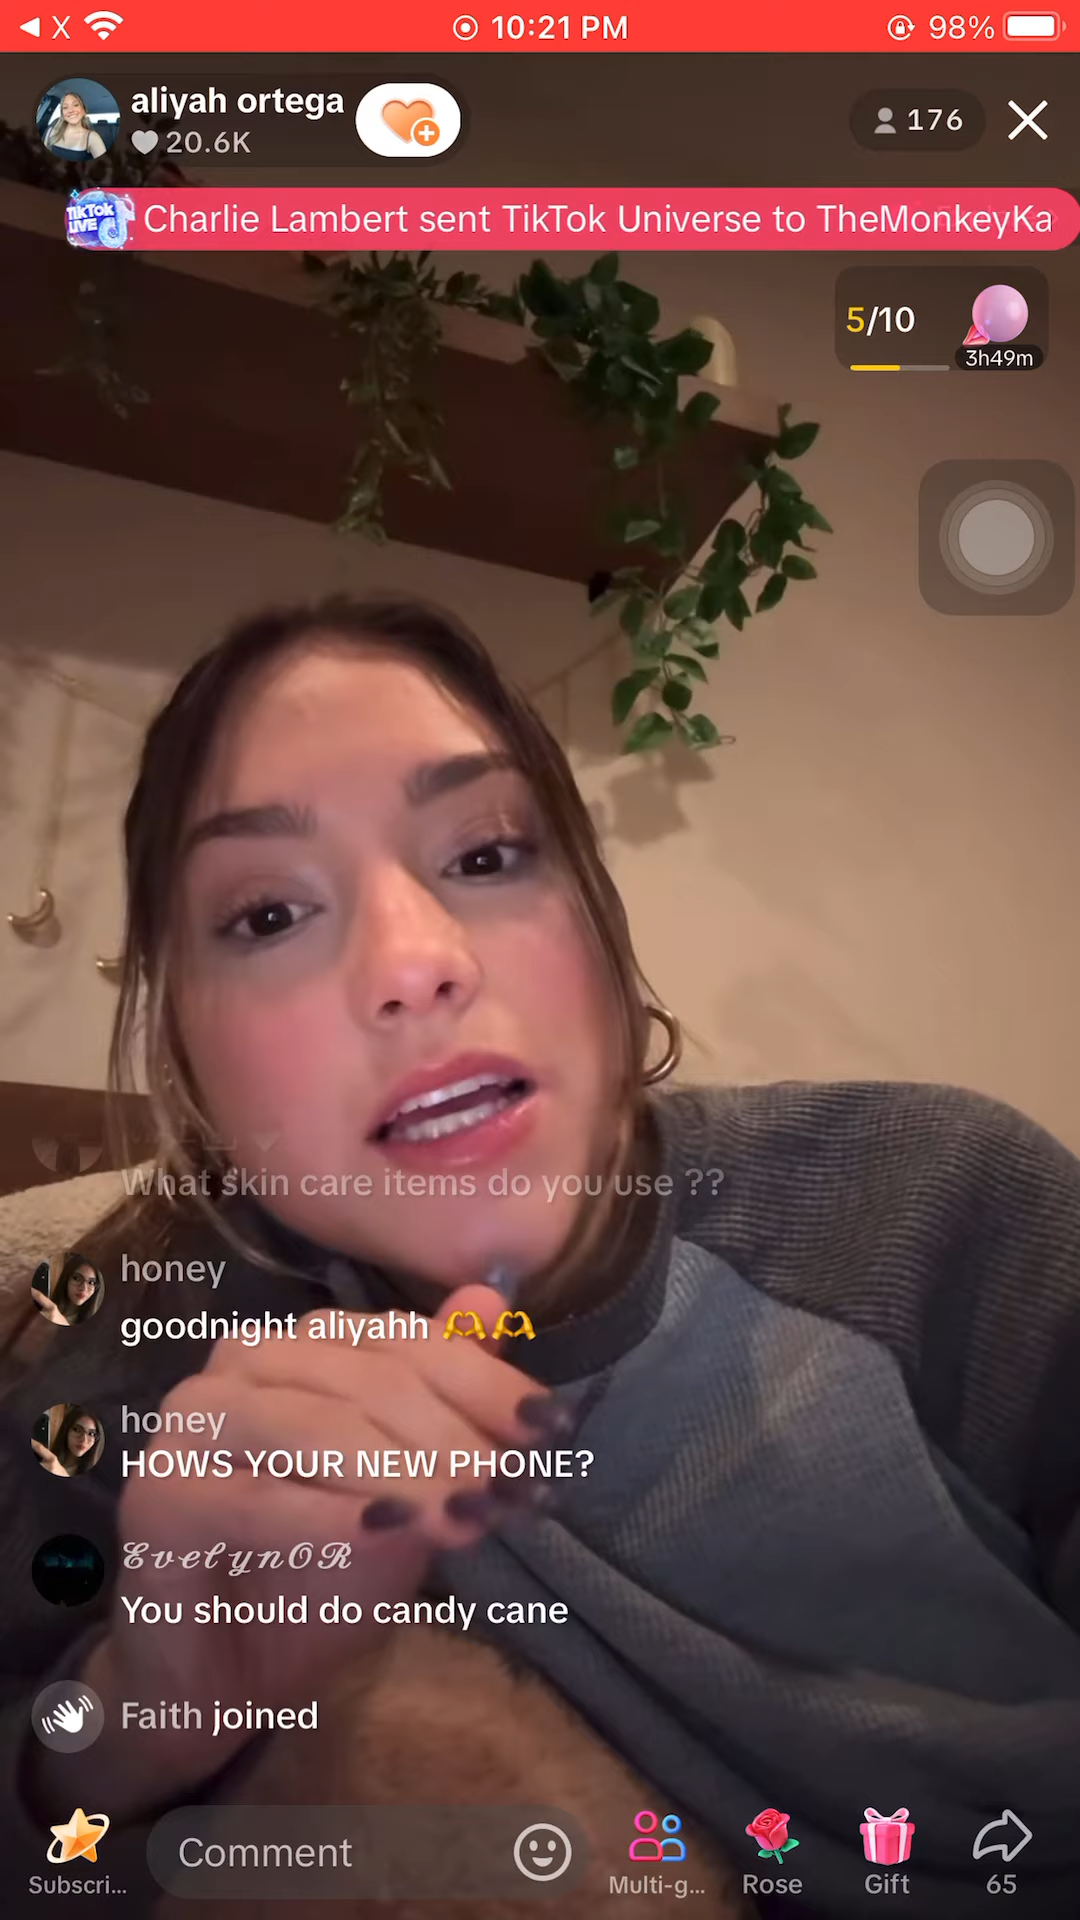 X
10:21 PM
98%
aliyah ortega
20.6K
176
TikTok LIVE
Charlie Lambert sent TikTok Universe to TheMonkeyKa
5/10
3h49m
What skin care items do you use ??
honey
goodnight aliyahh 🫶🫶
honey
HOWS YOUR NEW PHONE?
ℰ𝓋ℯ𝓁𝓎𝓃𝒪ℛ
You should do candy cane
Faith joined
Subscri...
Comment
Multi-g...
Rose
Gift
65